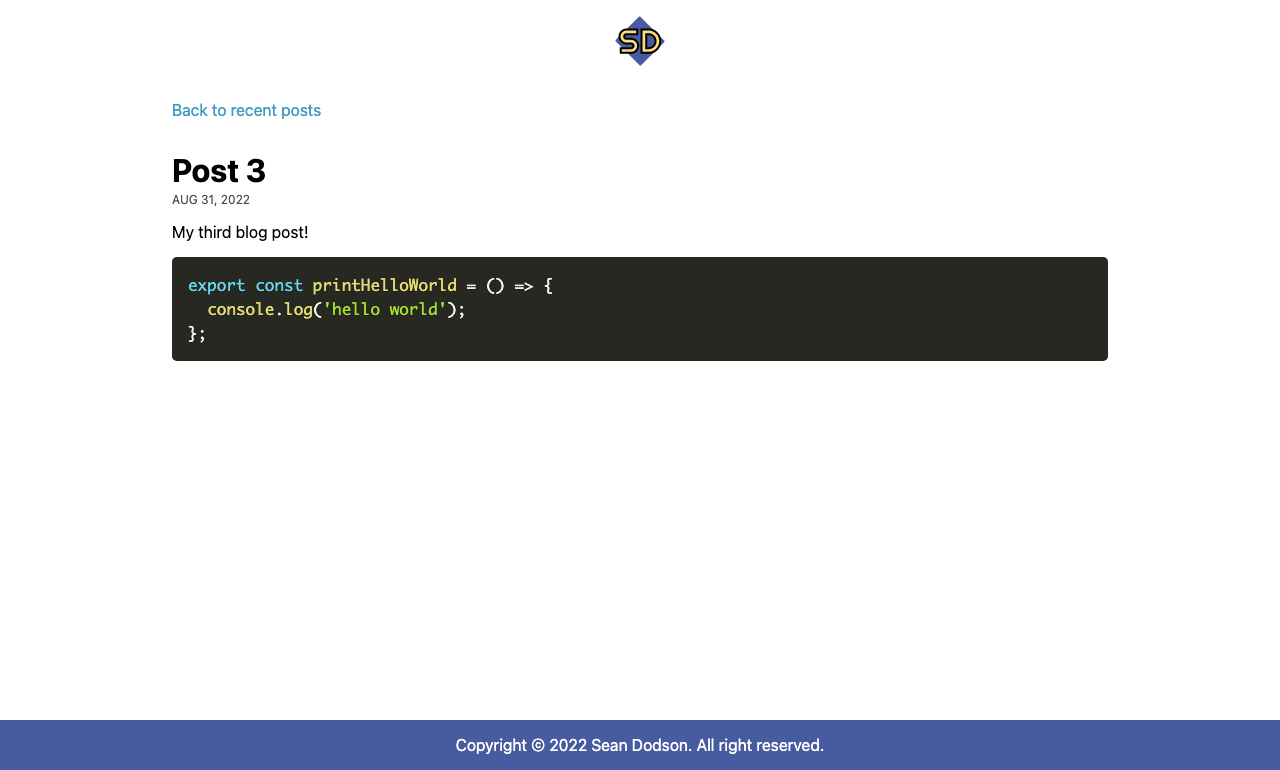 SD
Back to recent posts
Post 3
AUG 31, 2022
My third blog post!
export const printHelloWorld = () => {
  console.log('hello world');
};
Copyright © 2022 Sean Dodson. All right reserved.